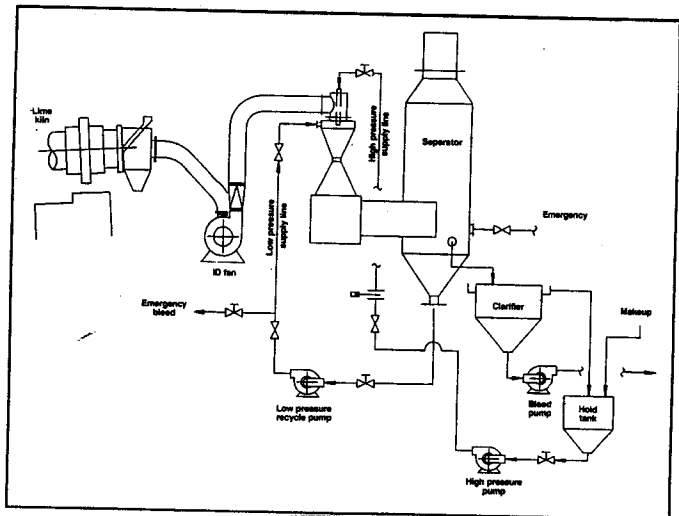 Lime
kiln
ID fan
Low pressure
supply line
High pressure
supply line
Separator
Emergency
Emergency
bleed
Clarifier
Makeup
Low pressure
recycle pump
Bleed
pump
Hold
tank
High pressure
pump